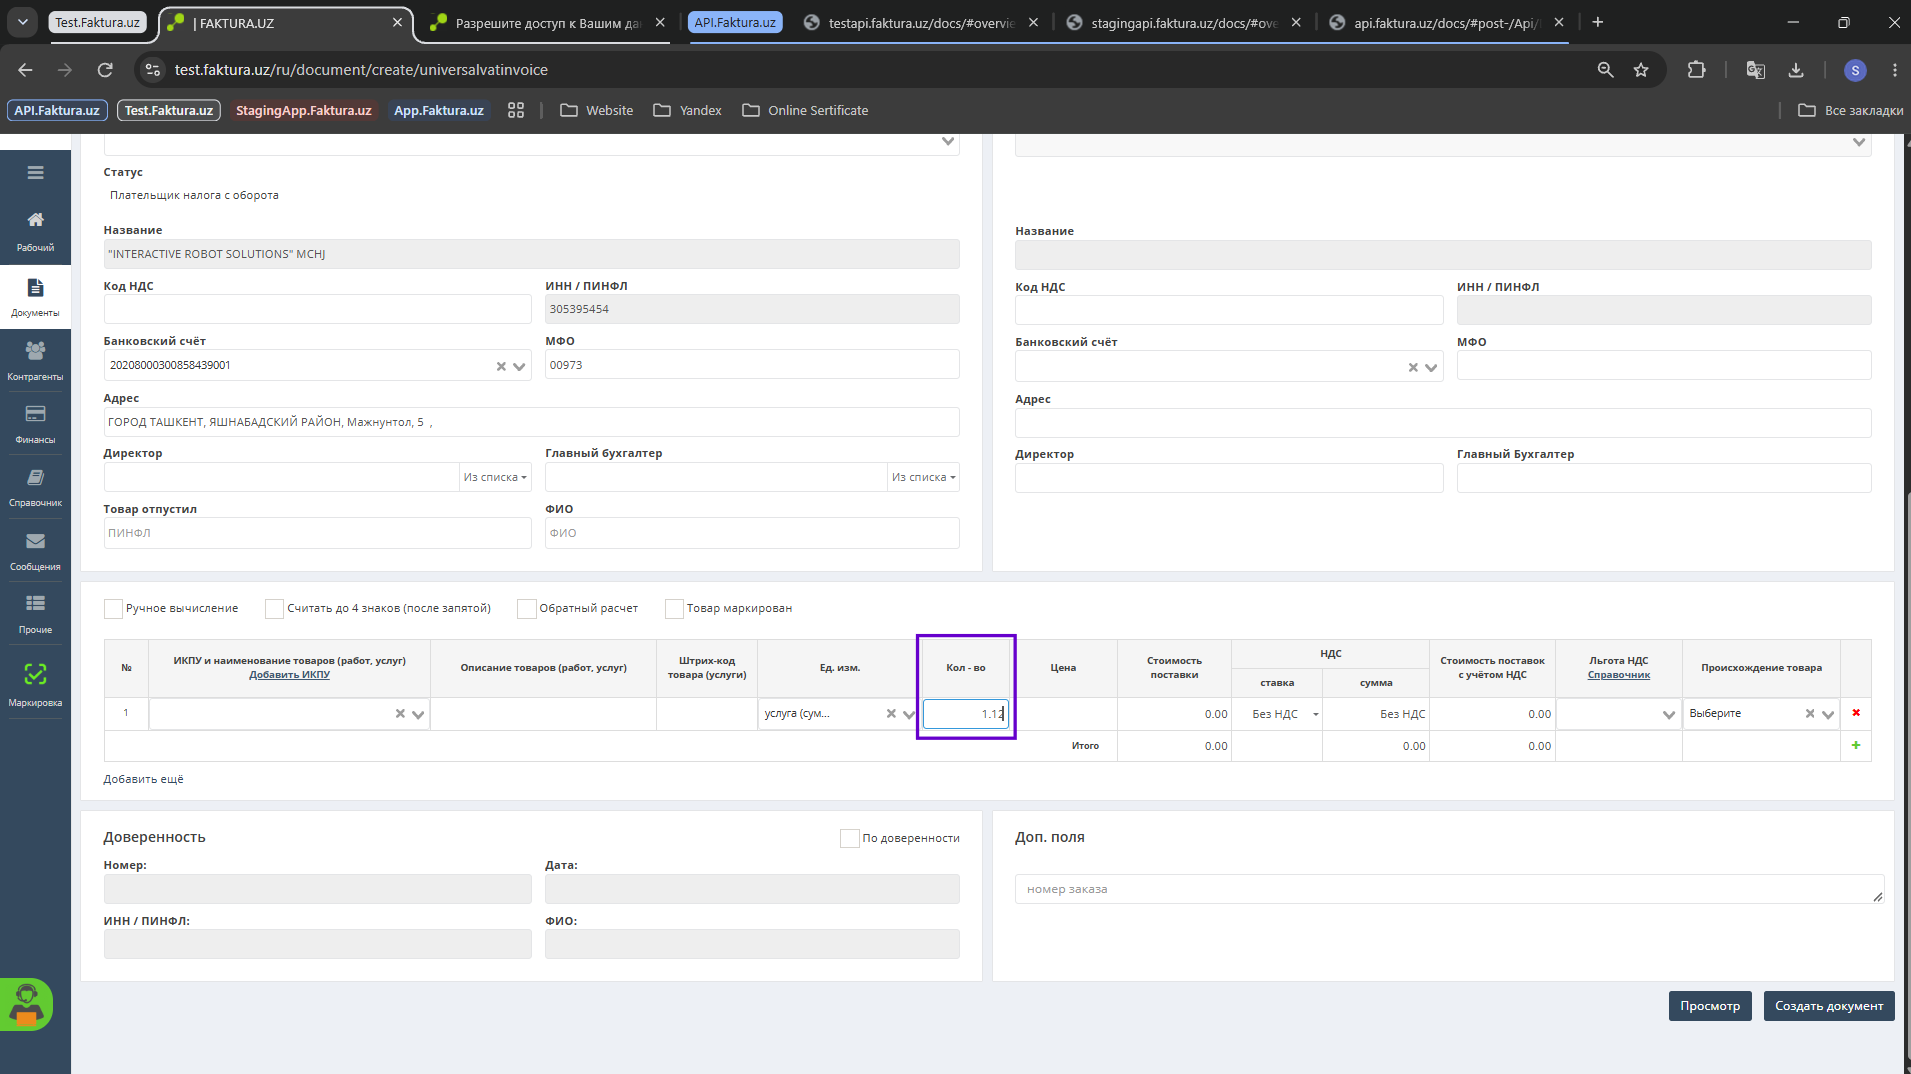 Test.Faktura.uz
| FAKTURA.UZ
Разрешите доступ к Вашим да
API.Faktura.uz
testapi.faktura.uz/docs/#overvie
stagingapi.faktura.uz/docs/#ove
api.faktura.uz/docs/#post-/Api/
test.faktura.uz/ru/document/create/universalvatinvoice
S
API.Faktura.uz
Test.Faktura.uz
StagingApp.Faktura.uz
App.Faktura.uz
Website
Yandex
Online Sertificate
Все закладки
Рабочий
Документы
Контрагенты
Финансы
Справочник
Сообщения
Прочие
Маркировка
Статус
Плательщик налога с оборота
Название
"INTERACTIVE ROBOT SOLUTIONS" MCHJ
Код НДС
ИНН / ПИНФЛ
305395454
Банковский счёт
МФО
20208000300858439001
00973
Адрес
ГОРОД ТАШКЕНТ, ЯШНАБАДСКИЙ РАЙОН, Мажнунтол, 5 ,
Директор
Главный бухгалтер
Из списка
Из списка
Товар отпустил
ФИО
ПИНФЛ
ФИО
Название
Код НДС
ИНН / ПИНФЛ
Банковский счёт
МФО
Адрес
Директор
Главный Бухгалтер
Ручное вычисление
Считать до 4 знаков (после запятой)
Обратный расчет
Товар маркирован
№
ИКПУ и наименование товаров (работ, услуг)
Добавить ИКПУ
Описание товаров (работ, услуг)
Штрих-код
товара (услуги)
Ед. изм.
Кол - во
Цена
Стоимость
поставки
НДС
ставка
сумма
Стоимость поставок
с учётом НДС
Льгота НДС
Справочник
Происхождение товара
1
услуга (сум...
1.12
0.00
Без НДС
Без НДС
0.00
Выберите
Итого
0.00
0.00
0.00
Добавить ещё
Доверенность
По доверенности
Номер:
Дата:
ИНН / ПИНФЛ:
ФИО:
Доп. поля
номер заказа
Просмотр
Создать документ